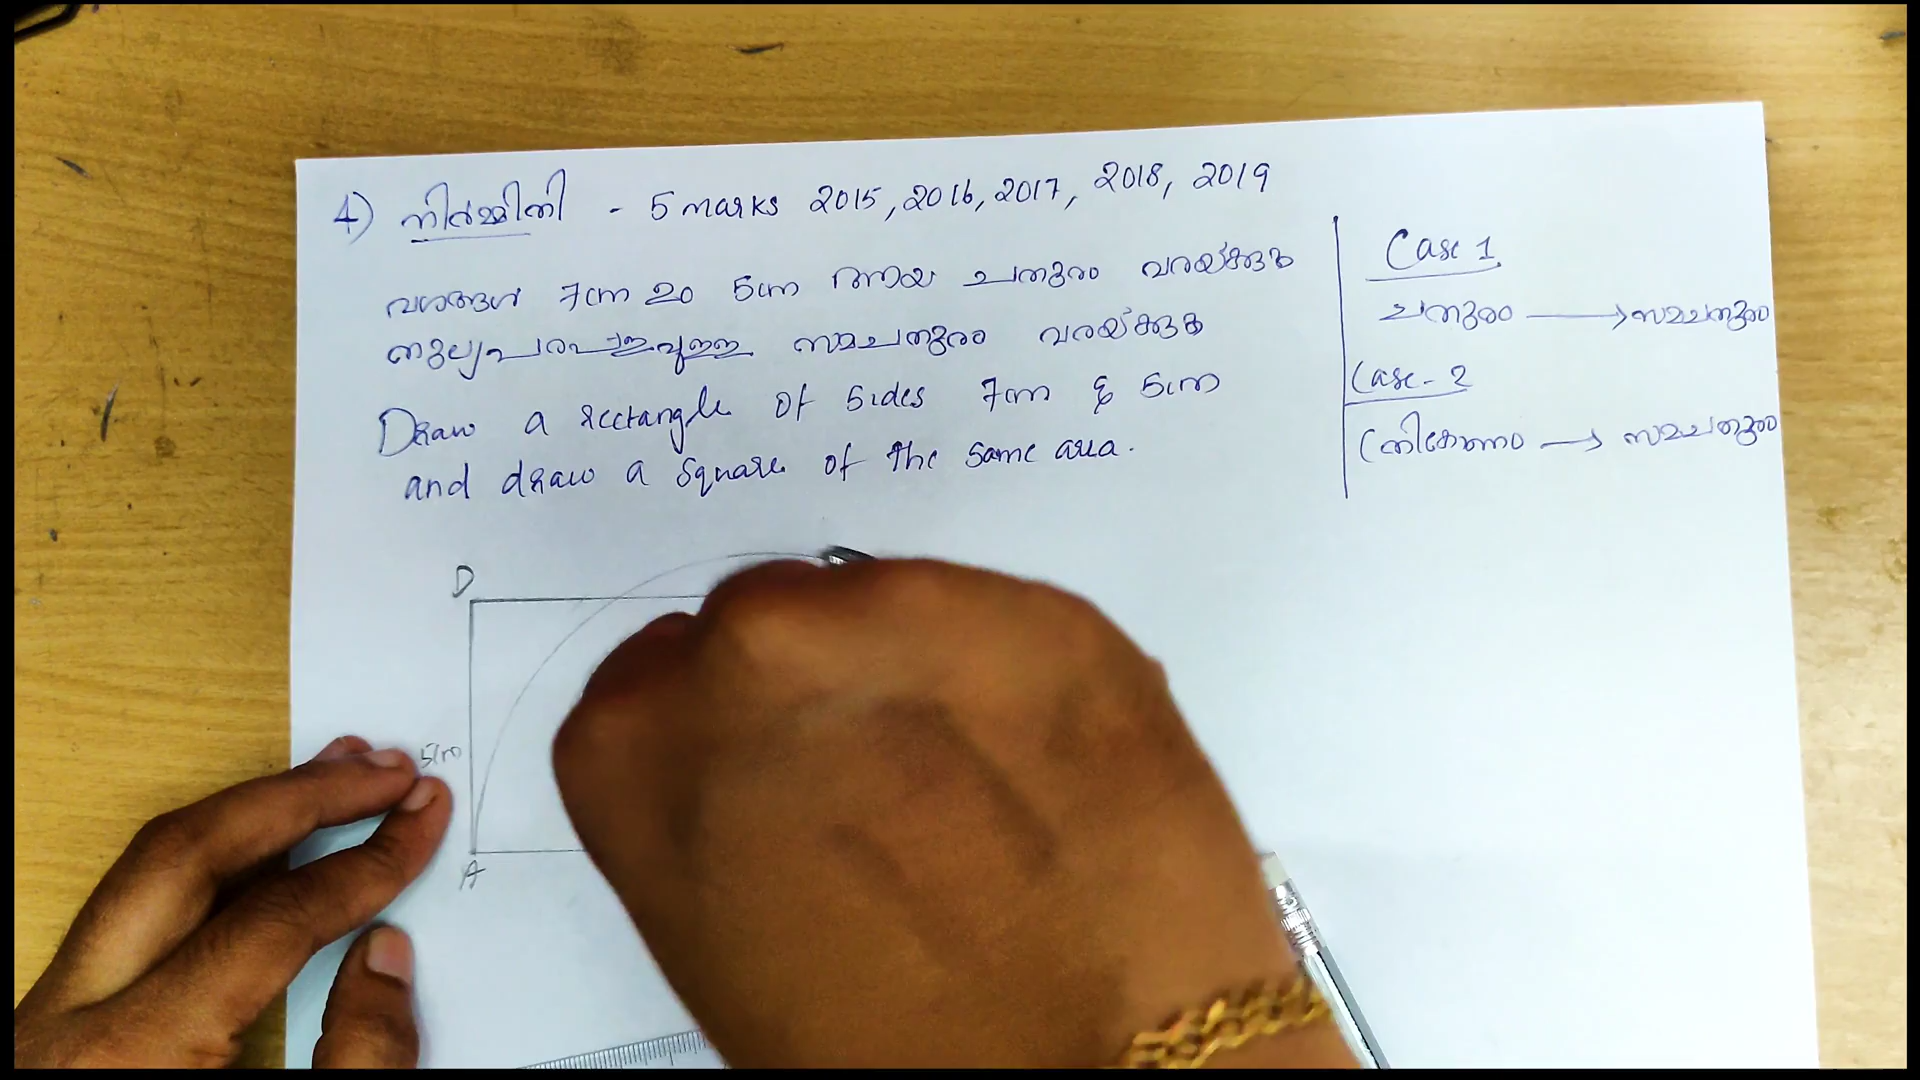 4) നിർമ്മിതി - 5 marks 2015, 2016, 2017, 2018, 2019
വശങ്ങൾ 7cm ഉം 5cm ആയ ചതുരം വരയ്ക്കുക
തുല്യപരപ്പളവുള്ള സമചതുരം വരയ്ക്കുക
Draw a rectangle of sides 7cm & 5cm
and draw a square of the same area.
Case 1
ചതുരം → സമചതുരം
Case - 2
ത്രികോണം → സമചതുരം
D
5cm
A